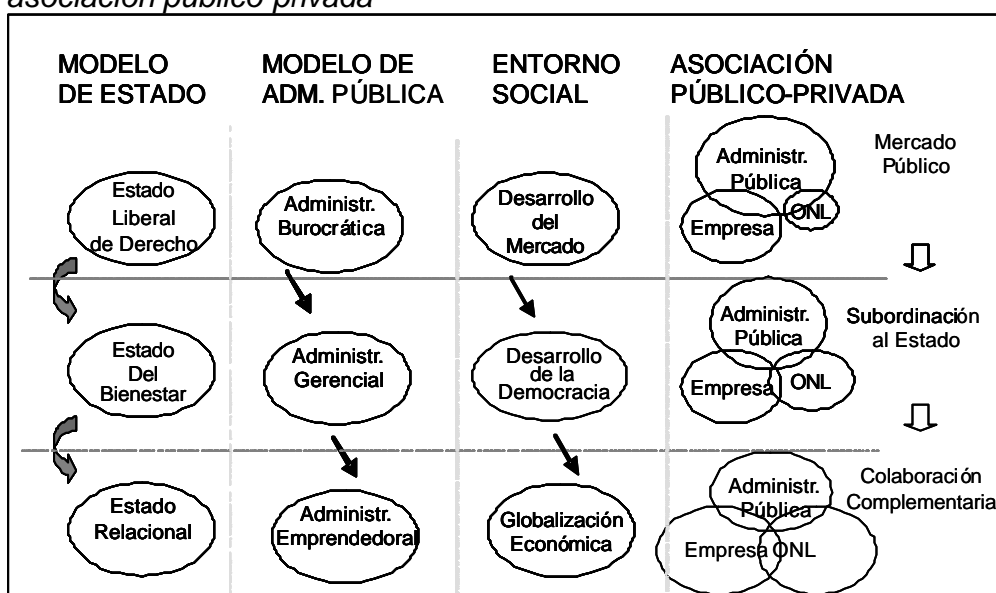 asociación público-privada
MODELO
DE ESTADO
MODELO DE
ADM. PÚBLICA
ENTORNO
SOCIAL
ASOCIACIÓN
PÚBLICO-PRIVADA
Estado
Liberal
de Derecho
Administr.
Burocrática
Desarrollo
del
Mercado
Administr.
Pública
Empresa
ONL
Mercado
Público
Estado
Del
Bienestar
Administr.
Gerencial
Desarrollo
de la
Democracia
Administr.
Pública
Empresa
ONL
Subordinación
al Estado
Estado
Relacional
Administr.
Emprendedoral
Globalización
Económica
Administr.
Pública
Empresa
ONL
Colaboración
Complementaria